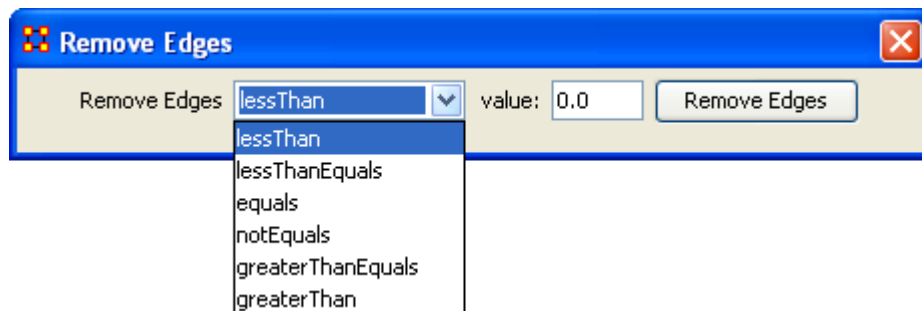 Remove Edges
Remove Edges lessThan value: 0.0 Remove Edges
lessThan
lessThanEquals
equals
notEquals
greaterThanEquals
greaterThan